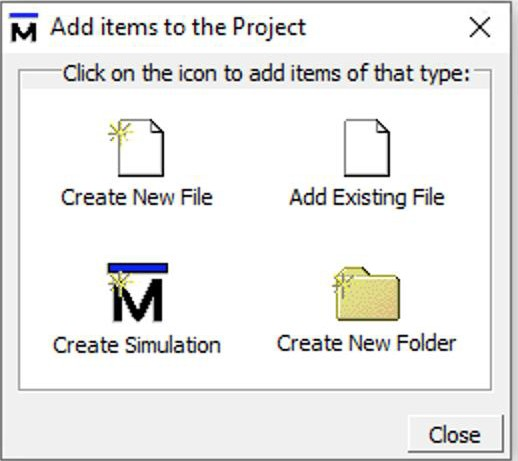 Add items to the Project
Click on the icon to add items of that type:
Create New File
Add Existing File
Create Simulation
Create New Folder
Close